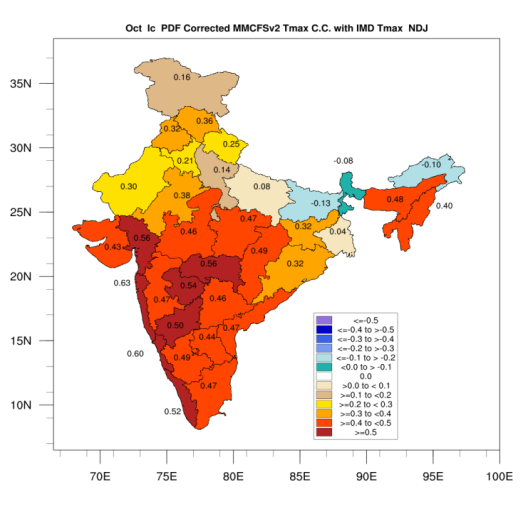 Oct Ic PDF Corrected MMCFSv2 Tmax C.C. with IMD Tmax NDJ
35N
0.16
0.36
0.32
30N
0.25
-0.08
0.21
-0.10
0.14
0.30
0.08
0.38
0.48
-0.13
0.40
25N
0.47
0.32
0.46
0.04
0.56
0.43
0.49
0.56
0.32
20N
0.63
0.54
0.47
0.46
0.50
0.47
0.44
15N
0.60
0.49
0.47
10N
0.52
<=-0.5
<=-0.4 to >-0.5
<=-0.3 to >-0.4
<=-0.2 to >-0.3
<=-0.1 to > -0.2
<0.0 to > -0.1
0.0
>0.0 to < 0.1
>=0.1 to <0.2
>=0.2 to < 0.3
>=0.3 to <0.4
>=0.4 to <0.5
>=0.5
70E 75E 80E 85E 90E 95E 100E